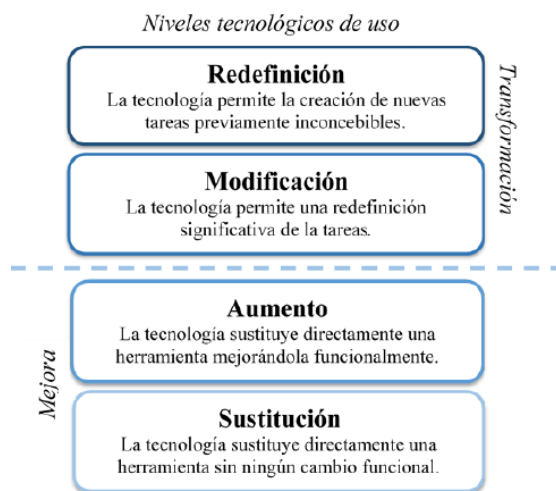 Niveles tecnológicos de uso
Redefinición
La tecnología permite la creación de nuevas
tareas previamente inconcebibles.
Transformación
Modificación
La tecnología permite una redefinición
significativa de la tareas.
Aumento
La tecnología sustituye directamente una
herramienta mejorándola funcionalmente.
Mejora
Sustitución
La tecnología sustituye directamente una
herramienta sin ningún cambio funcional.